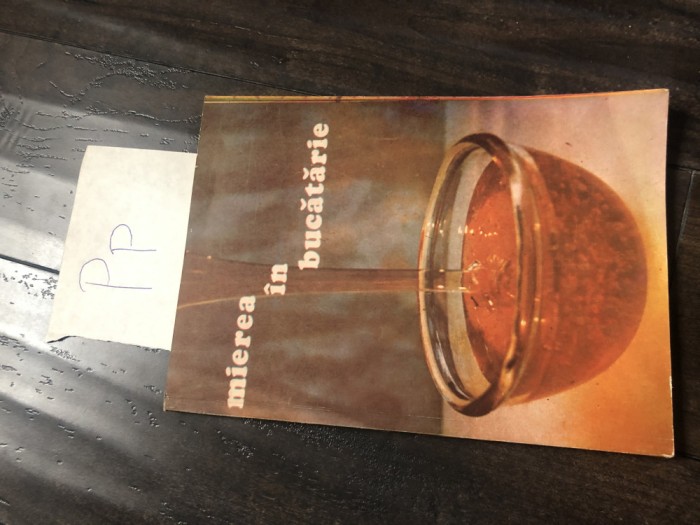 mierea
în
bucătărie
Pp